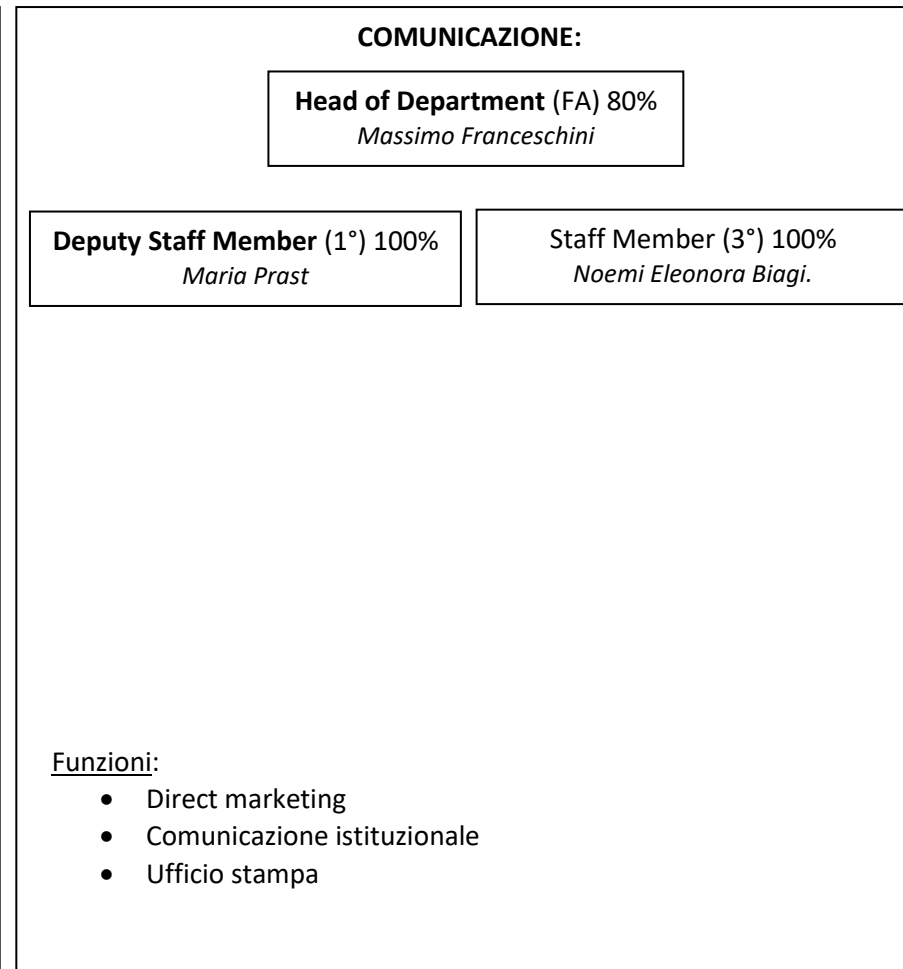 COMUNICAZIONE:
Head of Department (FA) 80%
Massimo Franceschini
Deputy Staff Member (1°) 100%
Maria Prast
Staff Member (3°) 100%
Noemi Eleonora Biagi.
Funzioni:
• Direct marketing
• Comunicazione istituzionale
• Ufficio stampa